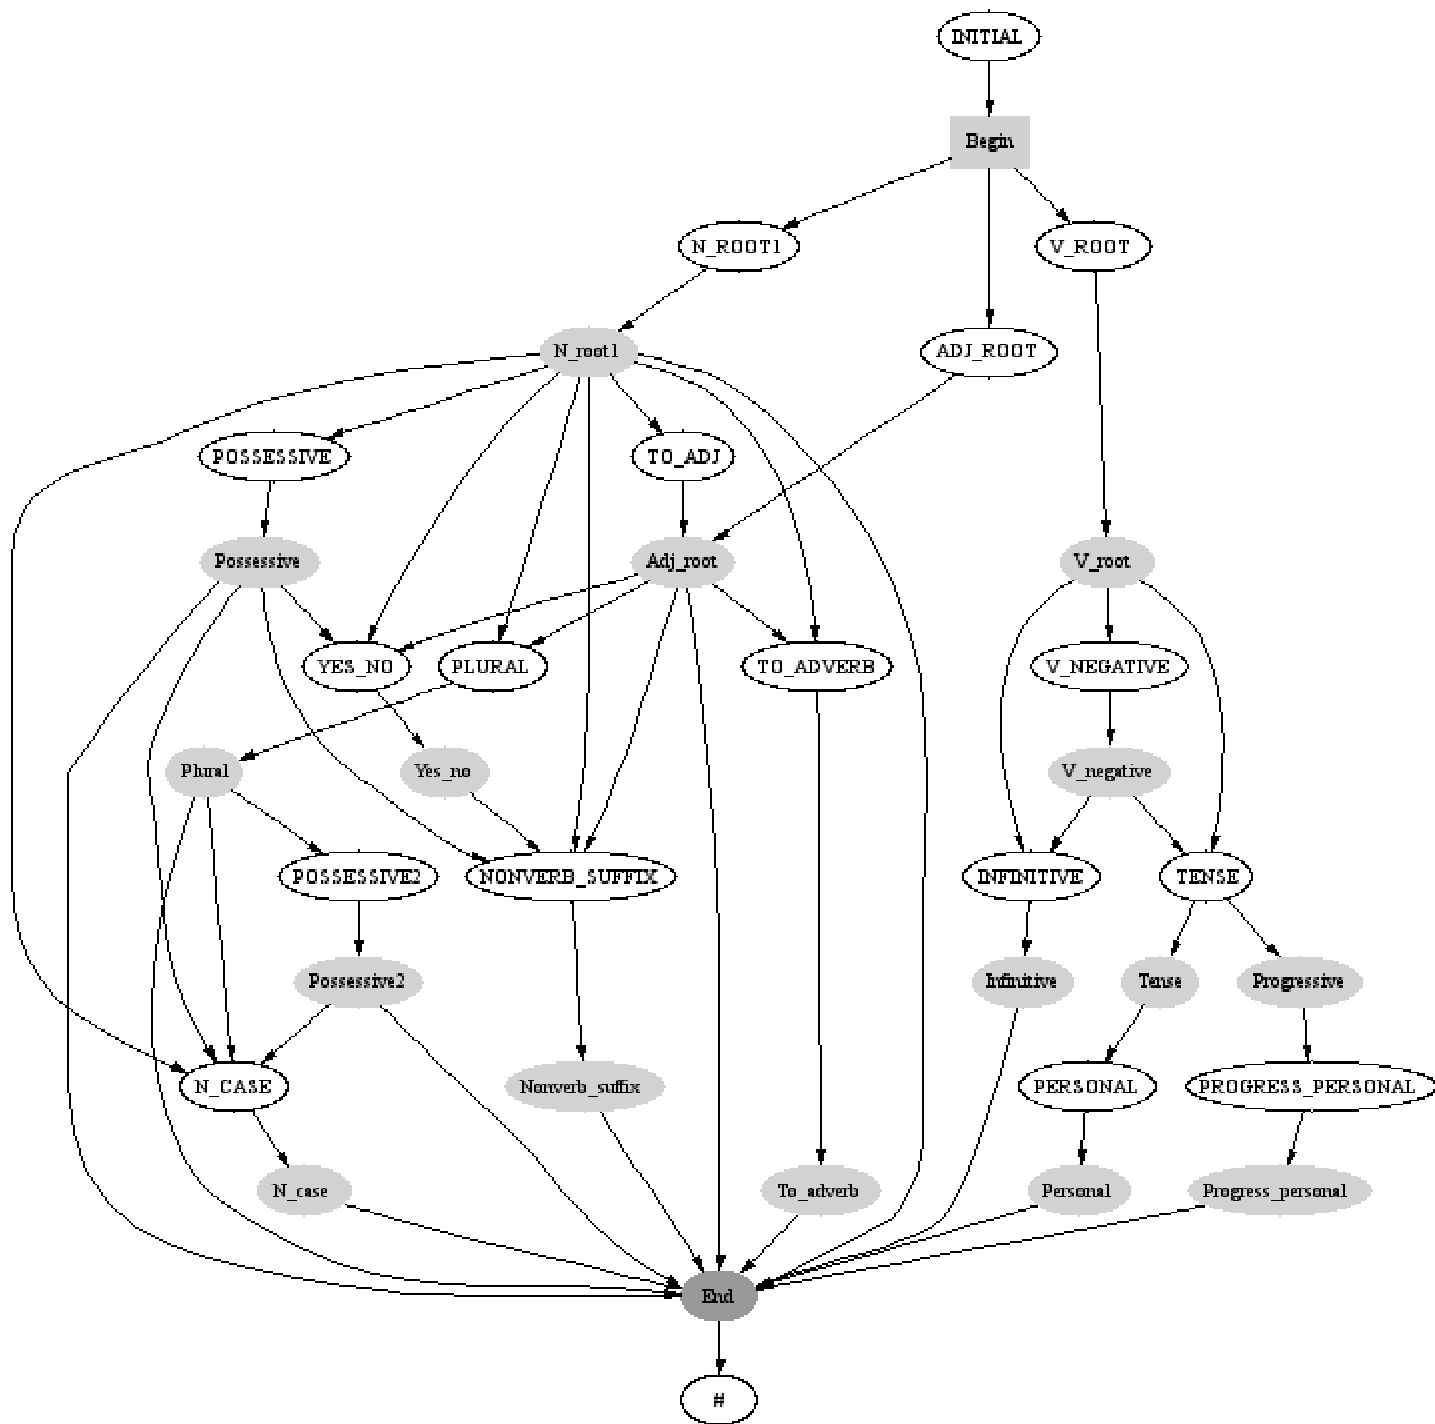 INITIAL
Begin
N_ROOT1
V_ROOT
N_root1
ADJ_ROOT
POSSESSIVE
TO_ADJ
Possessive
Adj_root
V_root
YES_NO
PLURAL
TO_ADVERB
V_NEGATIVE
Plural
Yes_no
V_negative
POSSESSIVE2
NONVERB_SUFFIX
INFINITIVE
TENSE
Possessive2
Infinitive
Tense
Progressive
N_CASE
Nonverb_suffix
PERSONAL
PROGRESS_PERSONAL
N_case
To_adverb
Personal
Progress_personal
End
#